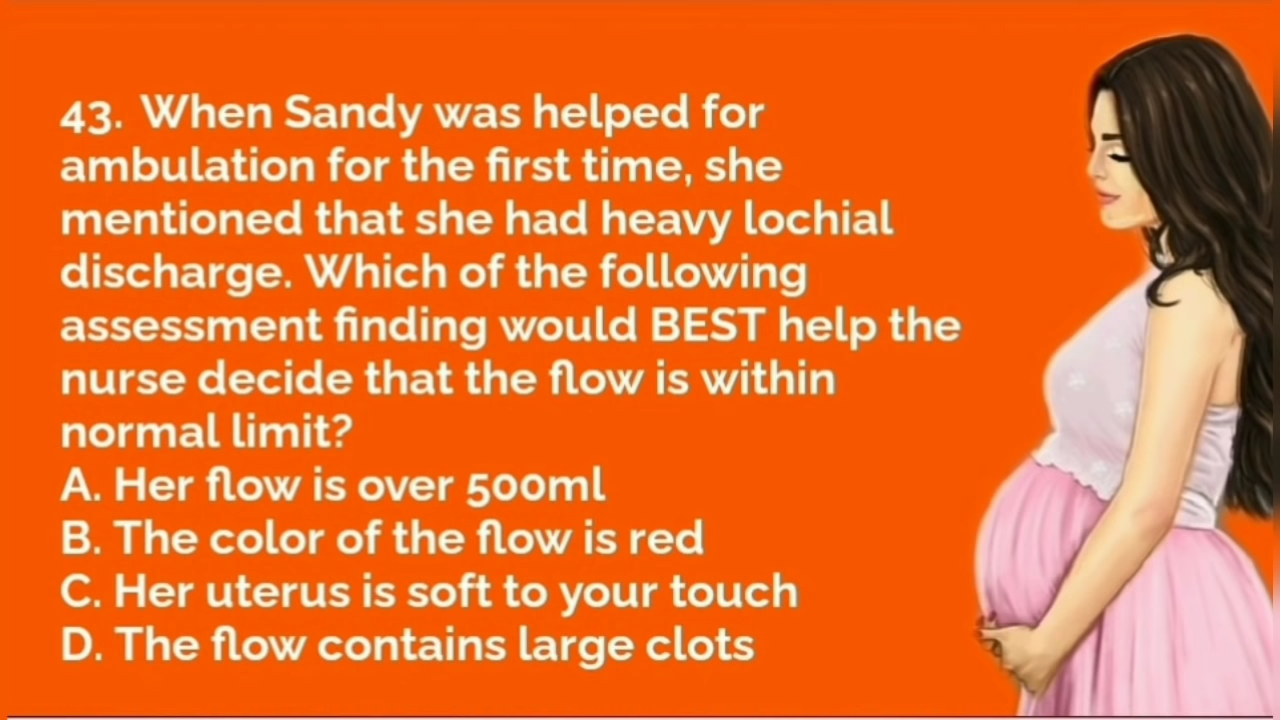 43. When Sandy was helped for
ambulation for the first time, she
mentioned that she had heavy lochial
discharge. Which of the following
assessment finding would BEST help the
nurse decide that the flow is within
normal limit?
A. Her flow is over 500ml
B. The color of the flow is red
C. Her uterus is soft to your touch
D. The flow contains large clots